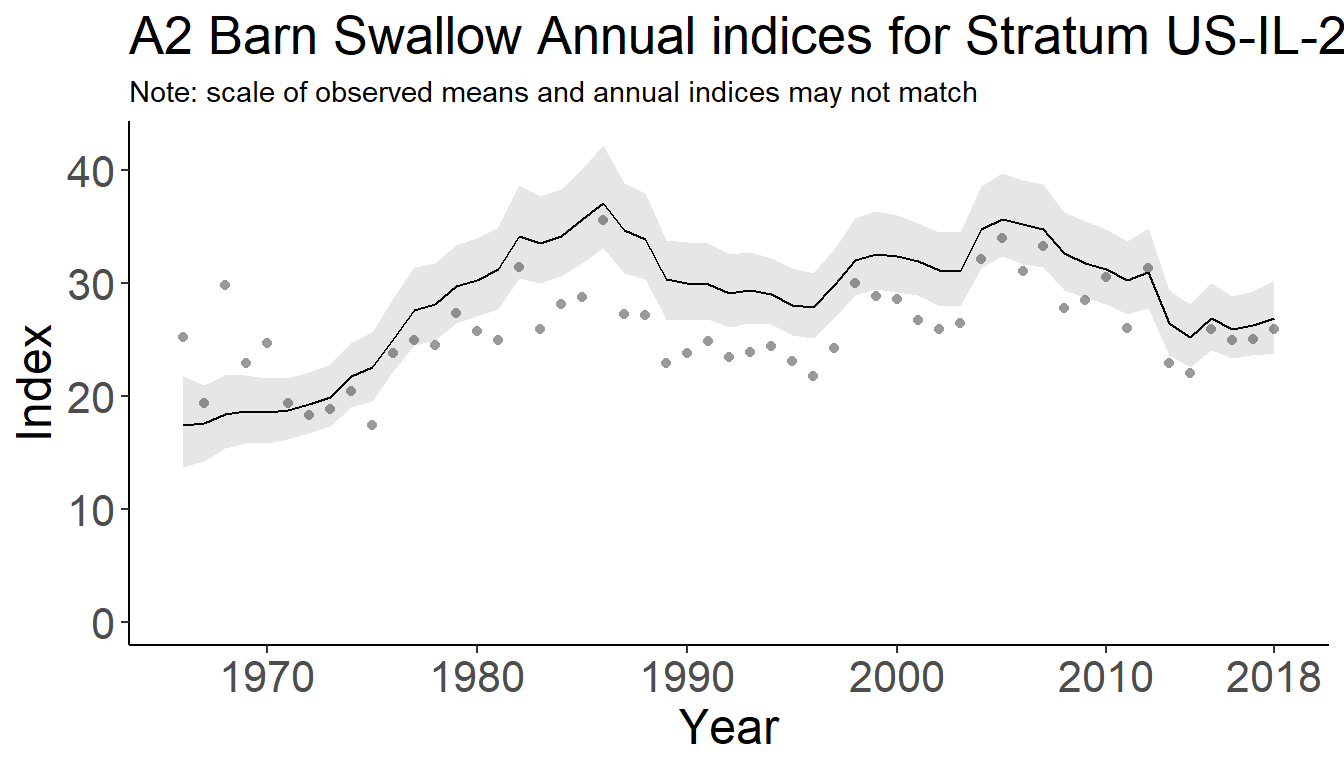 A2 Barn Swallow Annual indices for Stratum US-IL-2
Note: scale of observed means and annual indices may not match
40
30
20
10
0
Index
1970 1980 1990 2000 2010 2018
Year